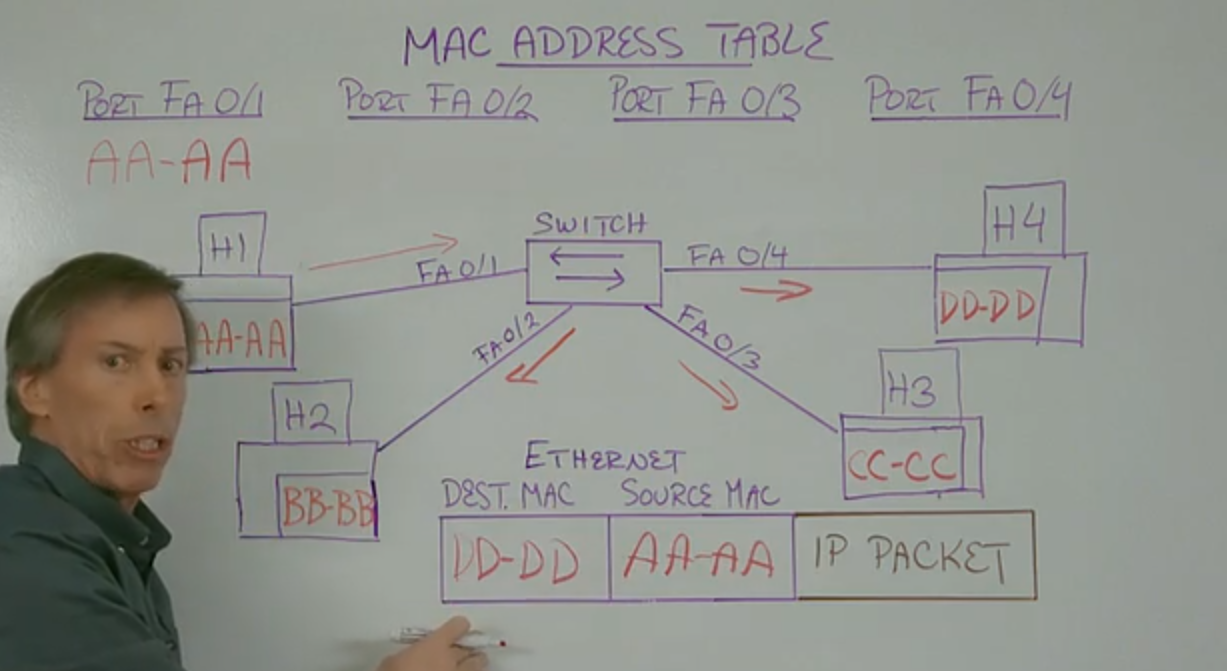 MAC ADDRESS TABLE
PORT FA 0/1 PORT FA 0/2 PORT FA 0/3 PORT FA 0/4
AA-AA
SWITCH
H1
H4
FA 0/1
FA 0/4
DD-DD
AA-AA
FA 0/2
FA 0/3
H2
H3
ETHERNET
CC-CC
BB-BB
DEST. MAC SOURCE MAC
DD-DD AA-AA IP PACKET